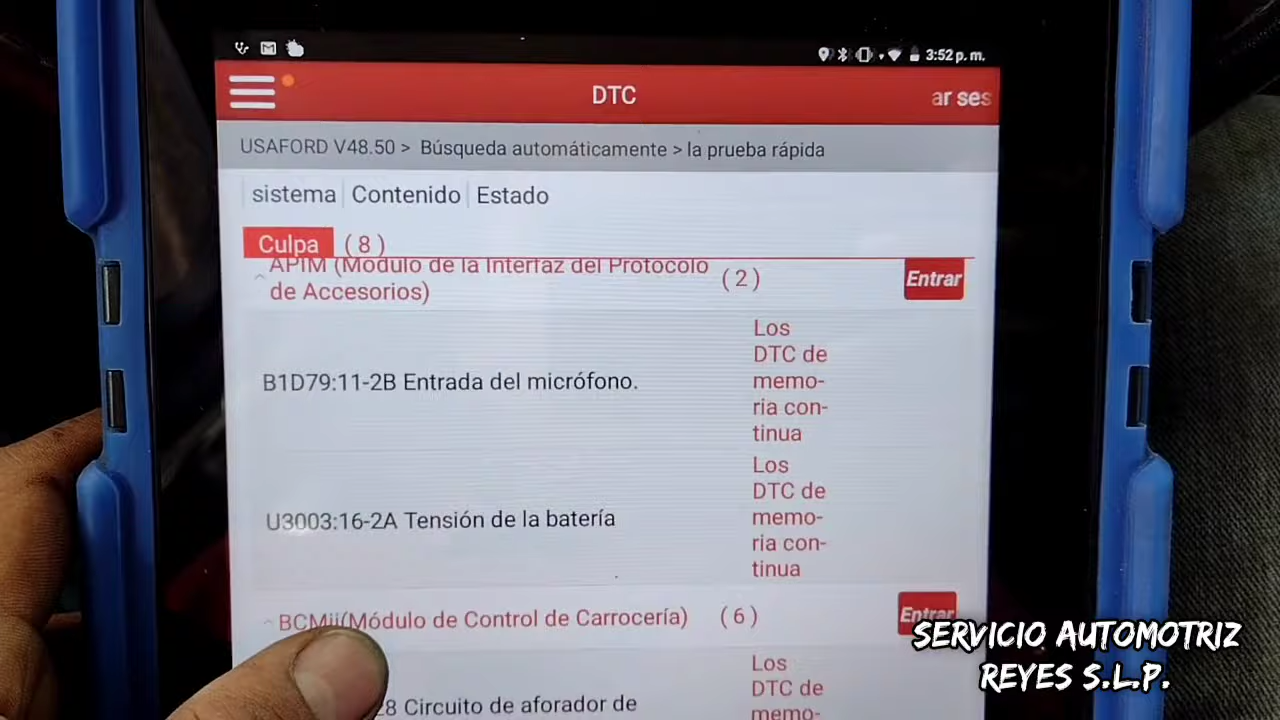 3:52 p. m.
DTC
ar ses
USAFORD V48.50 > Búsqueda automáticamente > la prueba rápida
sistema Contenido Estado
Culpa ( 8 )
APIM (Módulo de la Interfaz del Protocolo
de Accesorios)
( 2 )
Entrar
B1D79:11-2B Entrada del micrófono.
Los
DTC de
memo-
ria con-
tinua
U3003:16-2A Tensión de la batería
Los
DTC de
memo-
ria con-
tinua
BCMii(Módulo de Control de Carrocería) ( 6 )
Entrar
28 Circuito de aforador de
Los
DTC de
memo-
SERVICIO AUTOMOTRIZ
REYES S.L.P.